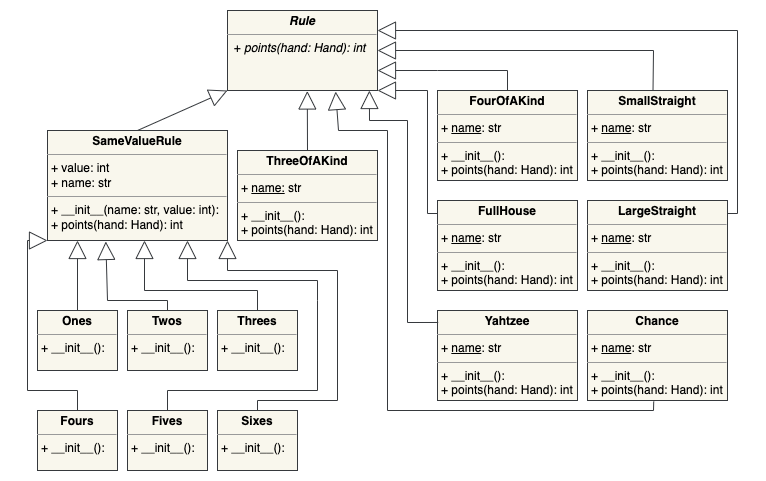 Rule
+ points(hand: Hand): int
SameValueRule
+ value: int
+ name: str
+ __init__(name: str, value: int):
+ points(hand: Hand): int
ThreeOfAKind
+ name: str
+ __init__():
+ points(hand: Hand): int
FourOfAKind
+ name: str
+ __init__():
+ points(hand: Hand): int
SmallStraight
+ name: str
+ __init__():
+ points(hand: Hand): int
FullHouse
+ name: str
+ __init__():
+ points(hand: Hand): int
LargeStraight
+ name: str
+ __init__():
+ points(hand: Hand): int
Ones
+ __init__():
Twos
+ __init__():
Threes
+ __init__():
Yahtzee
+ name: str
+ __init__():
+ points(hand: Hand): int
Chance
+ name: str
+ __init__():
+ points(hand: Hand): int
Fours
+ __init__():
Fives
+ __init__():
Sixes
+ __init__():